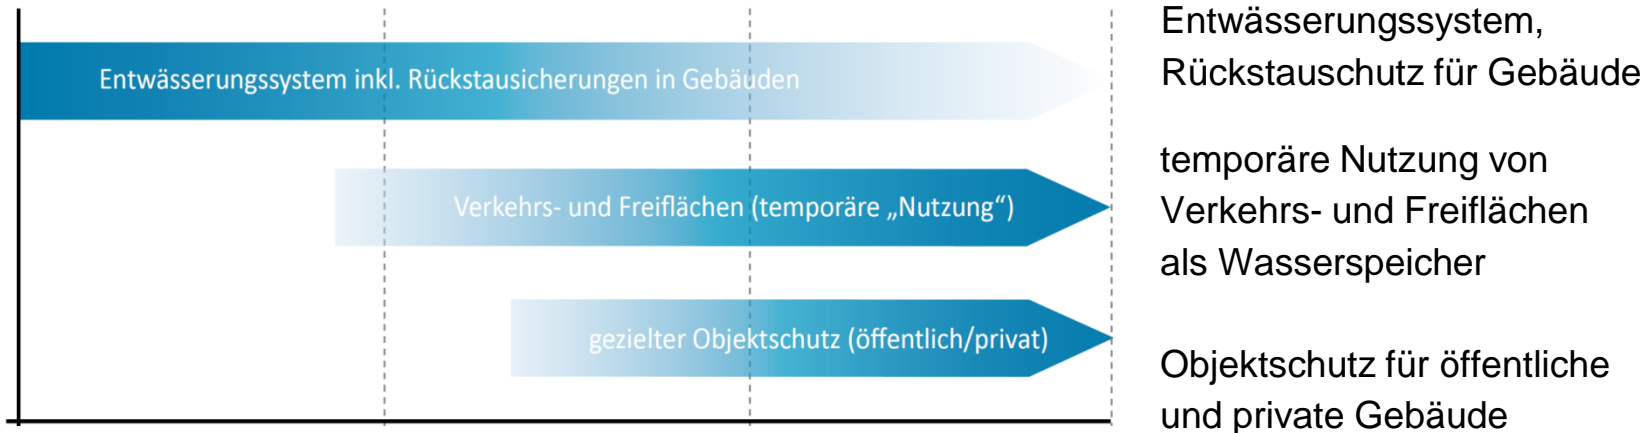 Entwässerungssystem inkl. Rückstausicherungen in Gebäuden
Verkehrs- und Freiflächen (temporäre „Nutzung“)
gezielter Objektschutz (öffentlich/privat)
Entwässerungssystem,
Rückstauschutz für Gebäude
temporäre Nutzung von
Verkehrs- und Freiflächen
als Wasserspeicher
Objektschutz für öffentliche
und private Gebäude